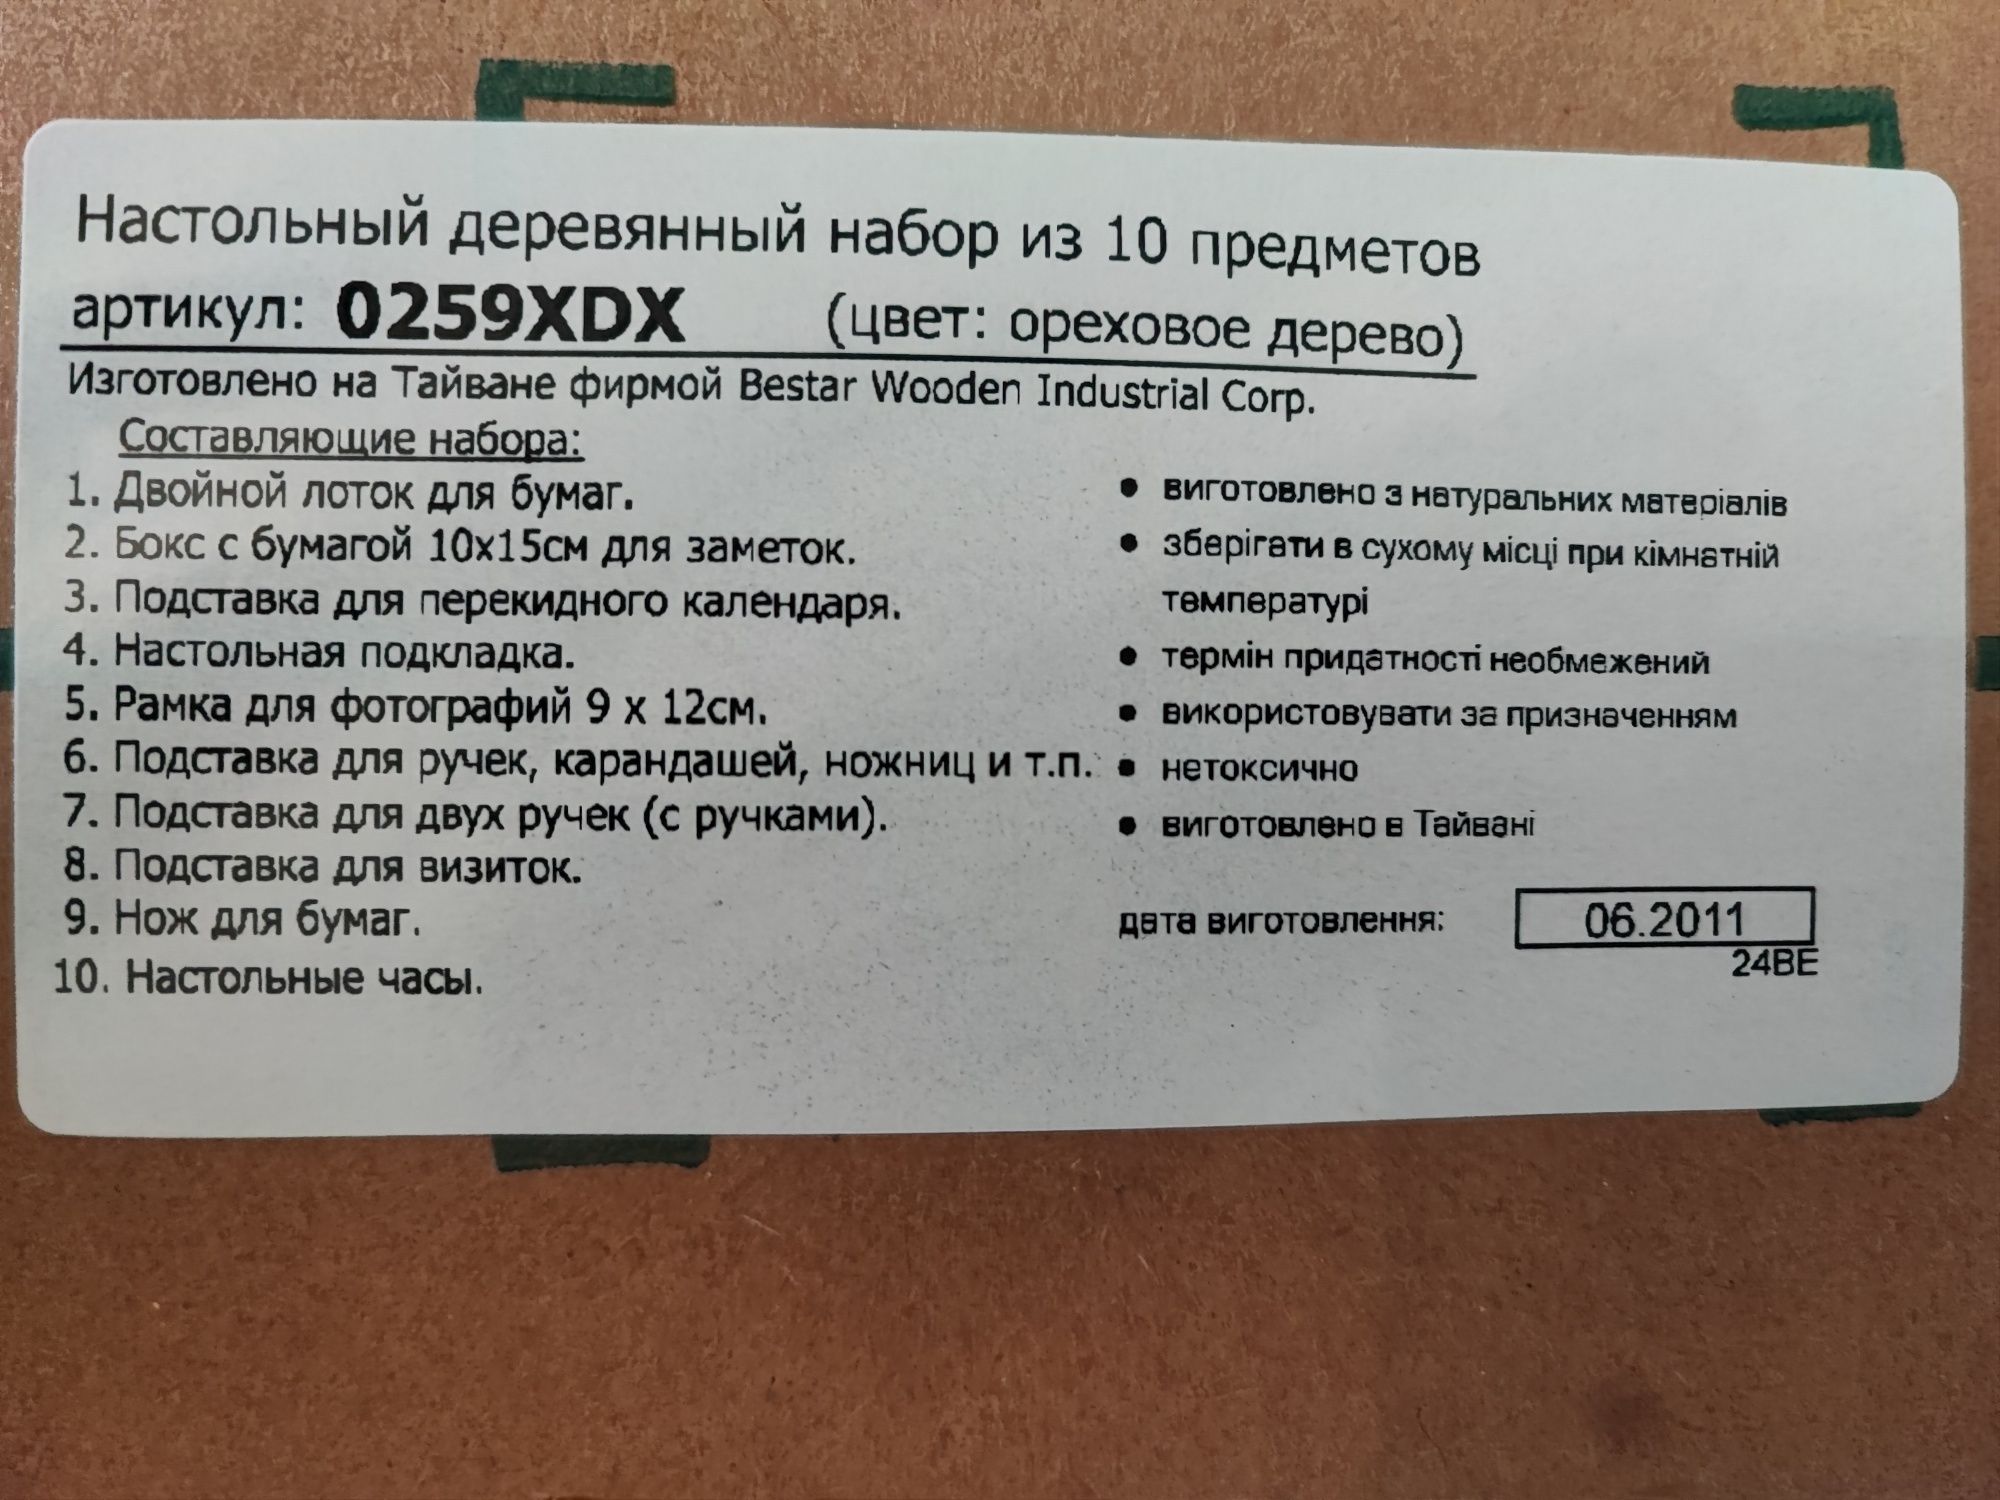 Настольный деревянный набор из 10 предметов
артикул: 0259XDX (цвет: ореховое дерево)
Изготовлено на Тайване фирмой Bestar Wooden Industrial Corp.
Составляющие набора:
1. Двойной лоток для бумаг.
2. Бокс с бумагой 10х15см для заметок.
3. Подставка для перекидного календаря.
4. Настольная подкладка.
5. Рамка для фотографий 9 х 12см.
6. Подставка для ручек, карандашей, ножниц и т.п.
7. Подставка для двух ручек (с ручками).
8. Подставка для визиток.
9. Нож для бумаг.
10. Настольные часы.
• виготовлено з натуральних матеріалів
• зберігати в сухому місці при кімнатній
температурі
• термін придатності необмежений
• використовувати за призначенням
• нетоксично
• виготовлено в Тайвані
дата виготовлення: 06.2011
24BE